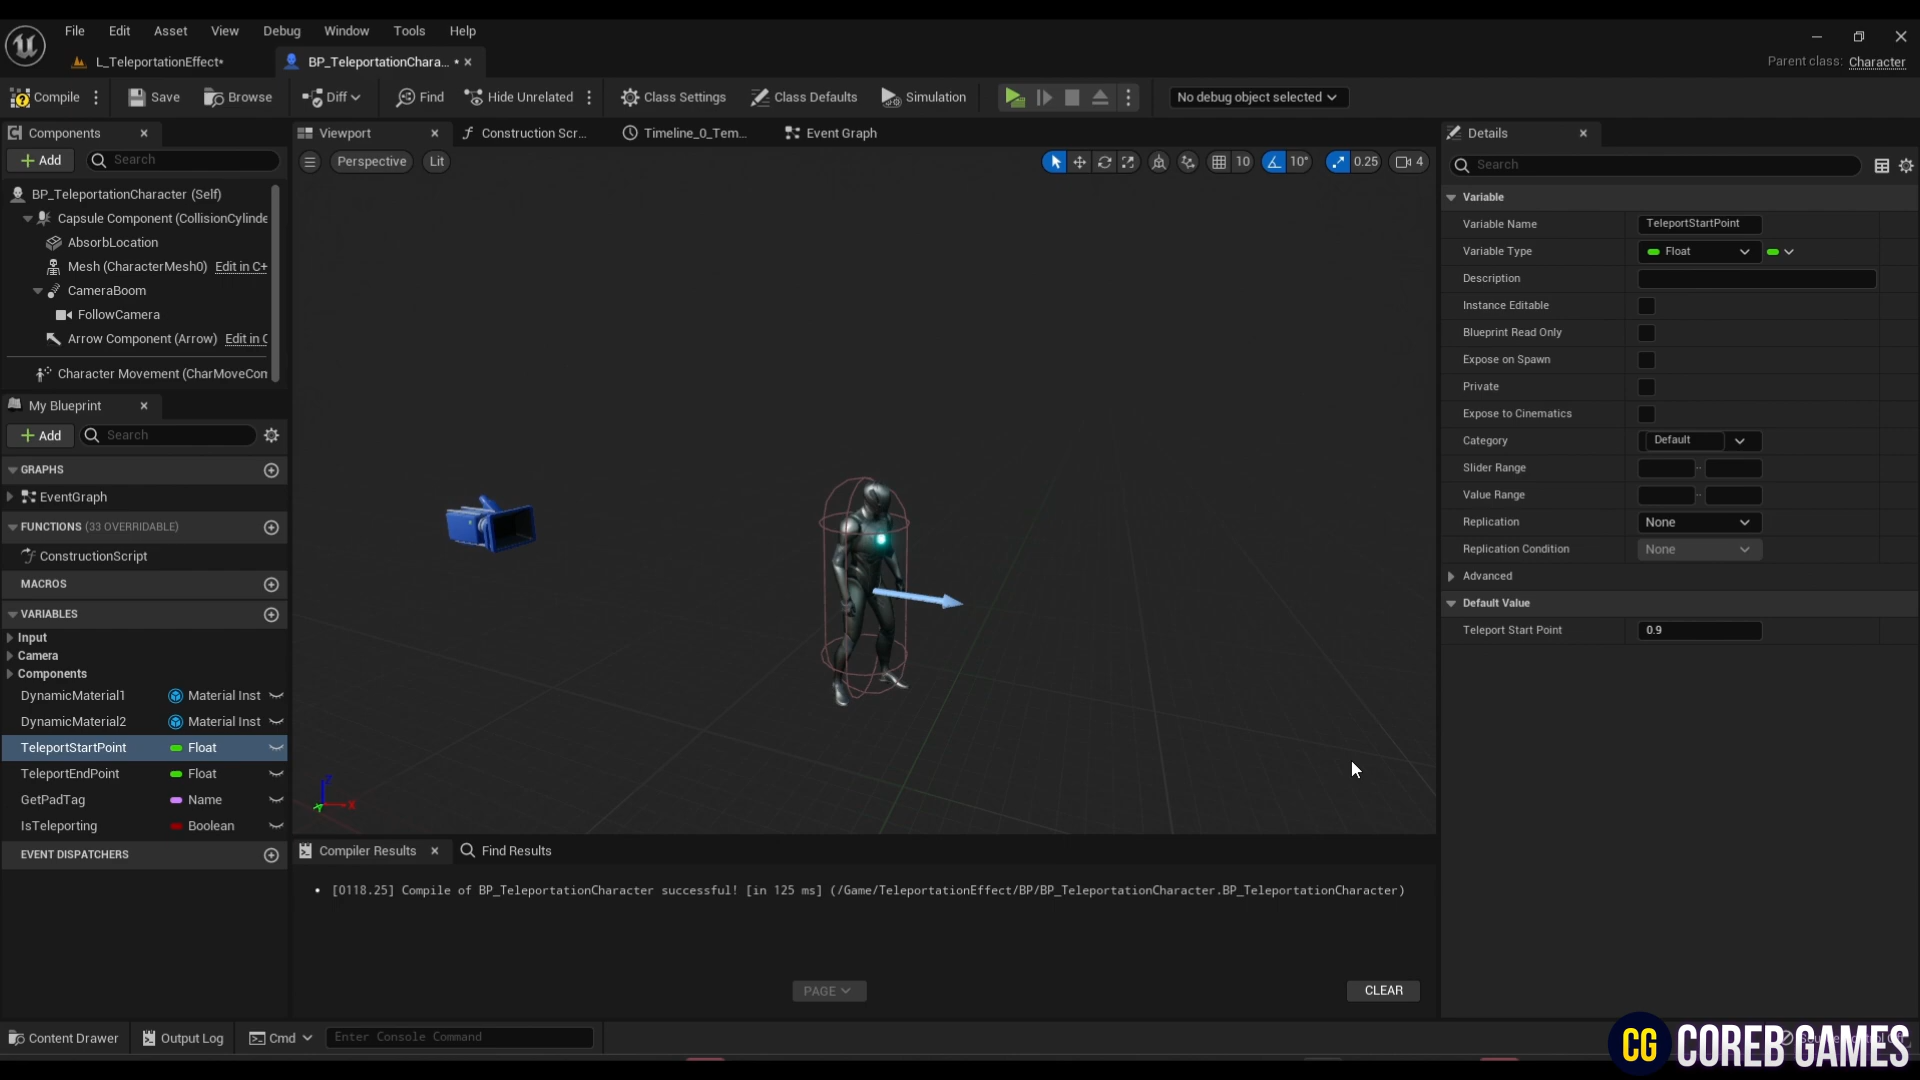 File Edit Asset View Debug Window Tools Help
L_TeleportationEffect*
BP_TeleportationChara... *
Parent class: Character
Compile
Save
Browse
Diff
Find
Hide Unrelated
Class Settings
Class Defaults
Simulation
No debug object selected
Components
Add
Search
BP_TeleportationCharacter (Self)
Capsule Component (CollisionCylinde
AbsorbLocation
Mesh (CharacterMesh0) Edit in C+
CameraBoom
FollowCamera
Arrow Component (Arrow) Edit in C
Character Movement (CharMoveCom
My Blueprint
Add
Search
GRAPHS
EventGraph
FUNCTIONS (33 OVERRIDABLE)
ConstructionScript
MACROS
VARIABLES
Input
Camera
Components
DynamicMaterial1 Material Inst
DynamicMaterial2 Material Inst
TeleportStartPoint Float
TeleportEndPoint Float
GetPadTag Name
IsTeleporting Boolean
EVENT DISPATCHERS
Viewport
Construction Scr...
Timeline_0_Tem...
Event Graph
Perspective
Lit
10
10°
0.25
4
Z
X
Y
Compiler Results
Find Results
[0118.25] Compile of BP_TeleportationCharacter successful! [in 125 ms] (/Game/TeleportationEffect/BP/BP_TeleportationCharacter.BP_TeleportationCharacter)
PAGE
CLEAR
Details
Search
Variable
Variable Name TeleportStartPoint
Variable Type Float
Description
Instance Editable
Blueprint Read Only
Expose on Spawn
Private
Expose to Cinematics
Category Default
Slider Range
Value Range
Replication None
Replication Condition None
Advanced
Default Value
Teleport Start Point 0.9
Content Drawer
Output Log
Cmd
Enter Console Command
CG COREB GAMES